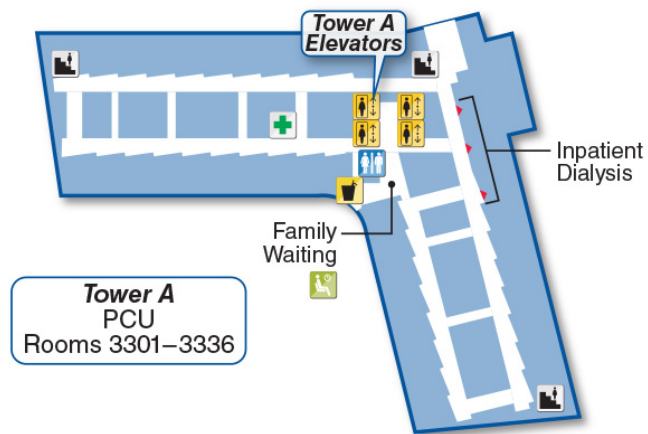 Tower A
Elevators
Inpatient
Dialysis
Family
Waiting
Tower A
PCU
Rooms 3301–3336